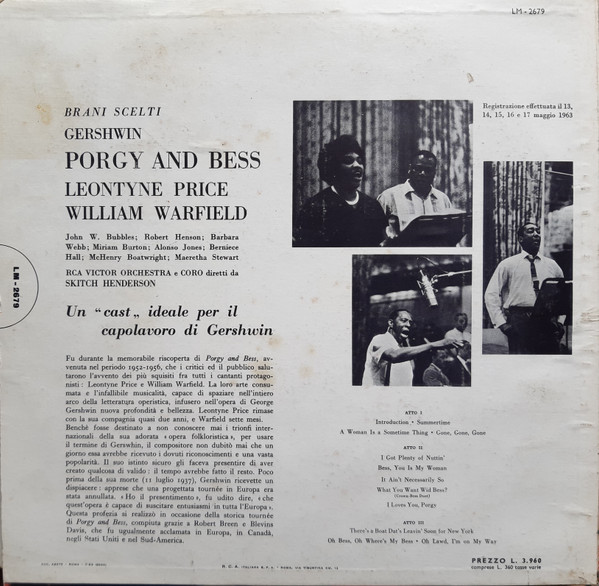 LM - 2679
BRANI SCELTI
GERSHWIN
PORGY AND BESS
LEONTYNE PRICE
WILLIAM WARFIELD
John W. Bubbles; Robert Henson; Barbara
Webb; Miriam Burton; Alonso Jones; Berniece
Hall; McHenry Boatwright; Maeretha Stewart
RCA VICTOR ORCHESTRA e CORO diretti da
SKITCH HENDERSON
Un “cast„ ideale per il
capolavoro di Gershwin
Fu durante la memorabile riscoperta di Porgy and Bess, av-
venuta nel periodo 1952-1956, che i critici ed il pubblico salu-
tarono l'avvento dei più squisiti fra tutti i cantanti protago-
nisti: Leontyne Price e William Warfield. La loro arte consu-
mata e l'infallibile musicalità, capace di spaziare nell'intiero
arco della letteratura operistica, infusero nell'opera di George
Gershwin nuova profondità e bellezza. Leontyne Price rimase
con la sua compagnia quasi due anni, e Warfield sette mesi.
Benchè fosse destinato a non conoscere mai i trionfi inter-
nazionali della sua adorata «opera folkloristica», per usare
il termine di Gerswhin, il compositore non dubitò mai che un
giorno essa avrebbe ricevuto i dovuti riconoscimenti e una vasta
popolarità. Il suo istinto sicuro gli faceva presentire di aver
creato qualcosa di valido: il tempo avrebbe fatto il resto. Poco
prima della sua morte (11 luglio 1937), Gershwin ricevette un
dispiacere: apprese che una progettata tournée in Europa era
stata annullata. «Ho il presentimento», fu udito dire, «che
quest'opera è capace di suscitare entusiasmi in tutta l'Europa».
Questa profezia si realizzò in occasione della storica tournée
di Porgy and Bess, compiuta grazie a Robert Breen e Blevins
Davis, che fu ugualmente acclamata in Europa, in Canadà,
negli Stati Uniti e nel Sud-America.
LM - 2679
Registrazione effettuata il 13,
14, 15, 16 e 17 maggio 1963
ATTO I
Introduction • Summertime
A Woman Is a Sometime Thing • Gone, Gone, Gone
ATTO II
I Got Plenty of Nuttin'
Bess, You Is My Woman
It Ain't Necessarily So
What You Want Wid Bess?
I Loves You, Porgy
ATTO III
There's a Boat Dat's Leavin' Soon for New York
Oh Bess, Oh Where's My Bess • Oh Lawd, I'm on My Way
PREZZO L. 3.960
comprese L. 360 tasse varie